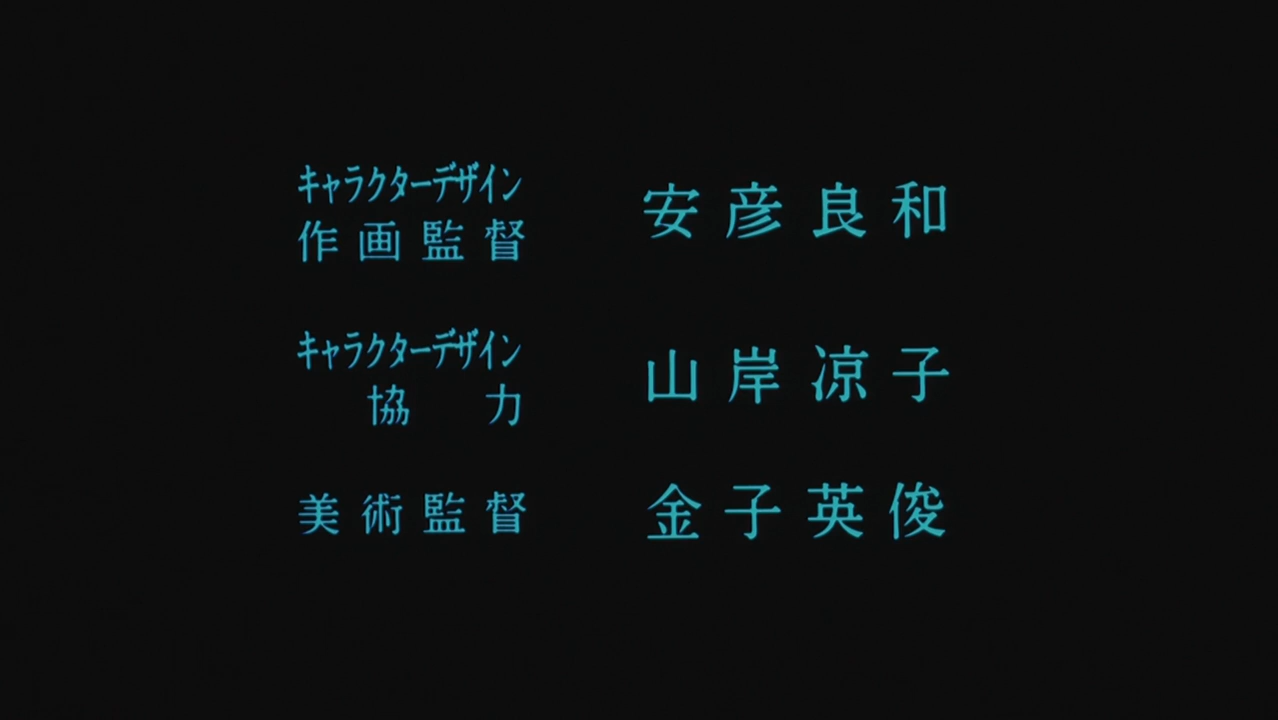 キャラクターデザイン
作画監督
安彦良和
キャラクターデザイン
協力
山岸凉子
美術監督
金子英俊